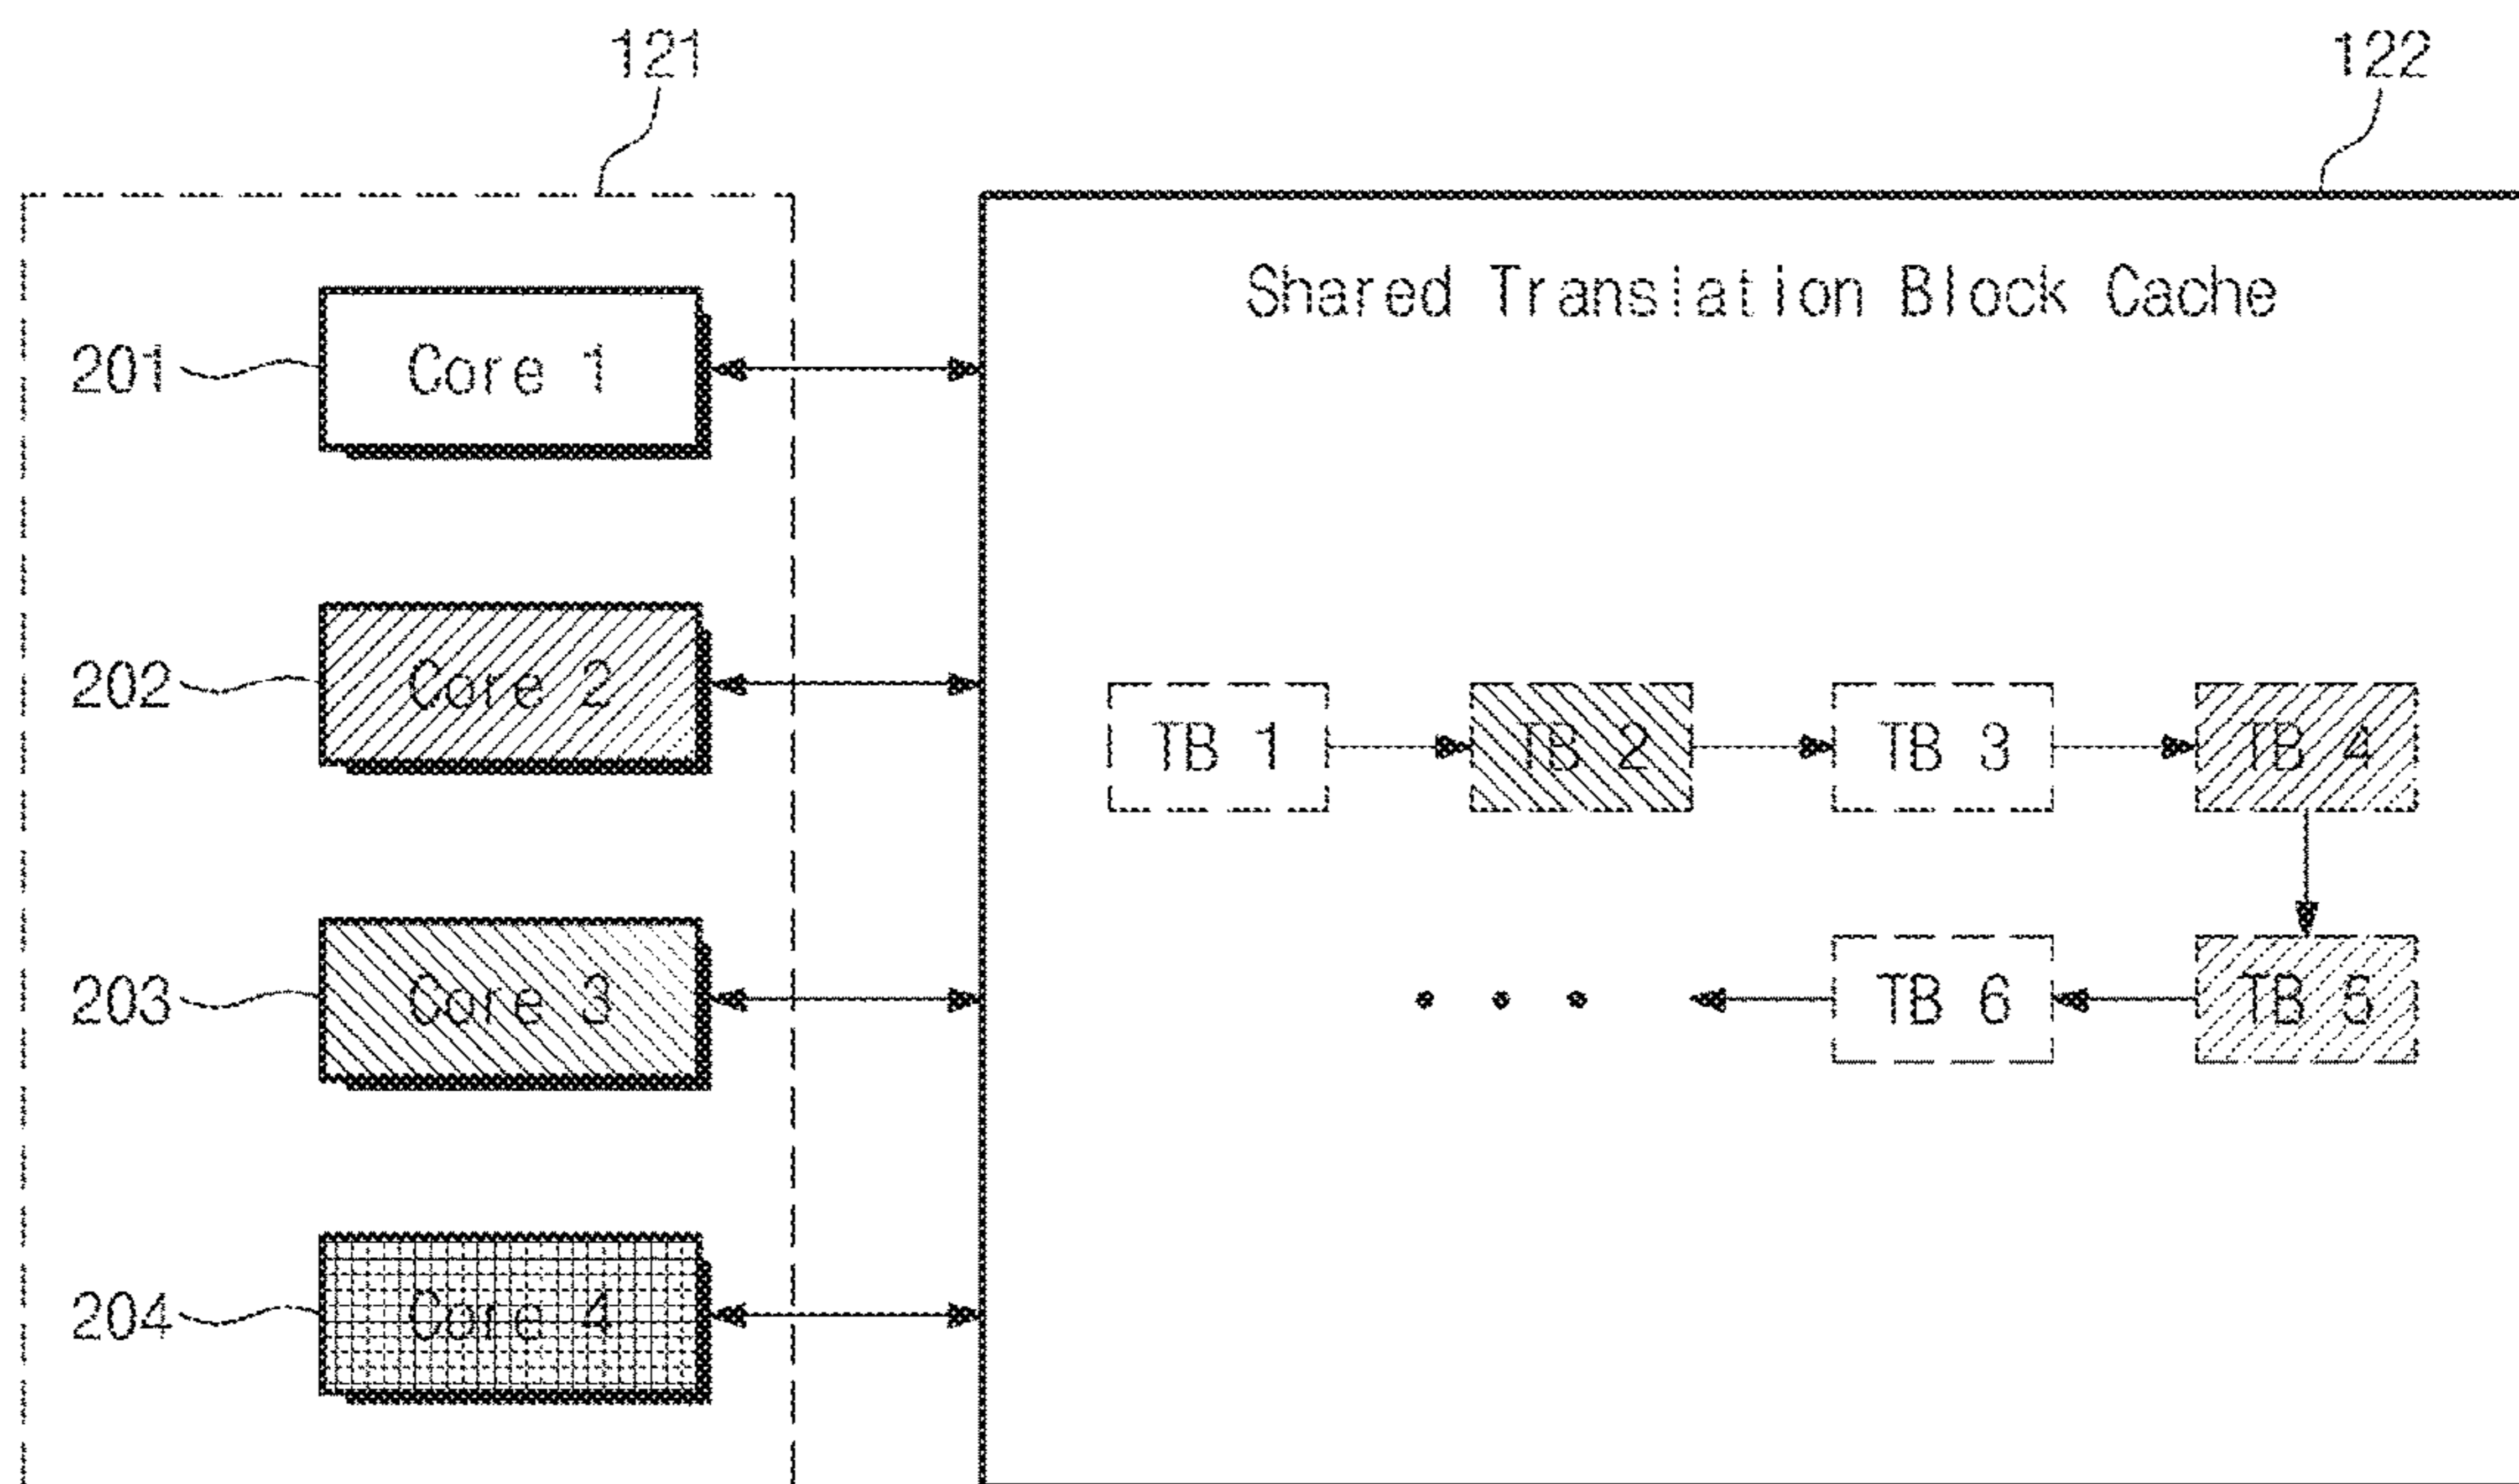 121
122
Shared Translation Block Cache
201
Core 1
202
Core 2
203
Core 3
204
Core 4
TB 1
TB 2
TB 3
TB 4
TB 6
TB 5